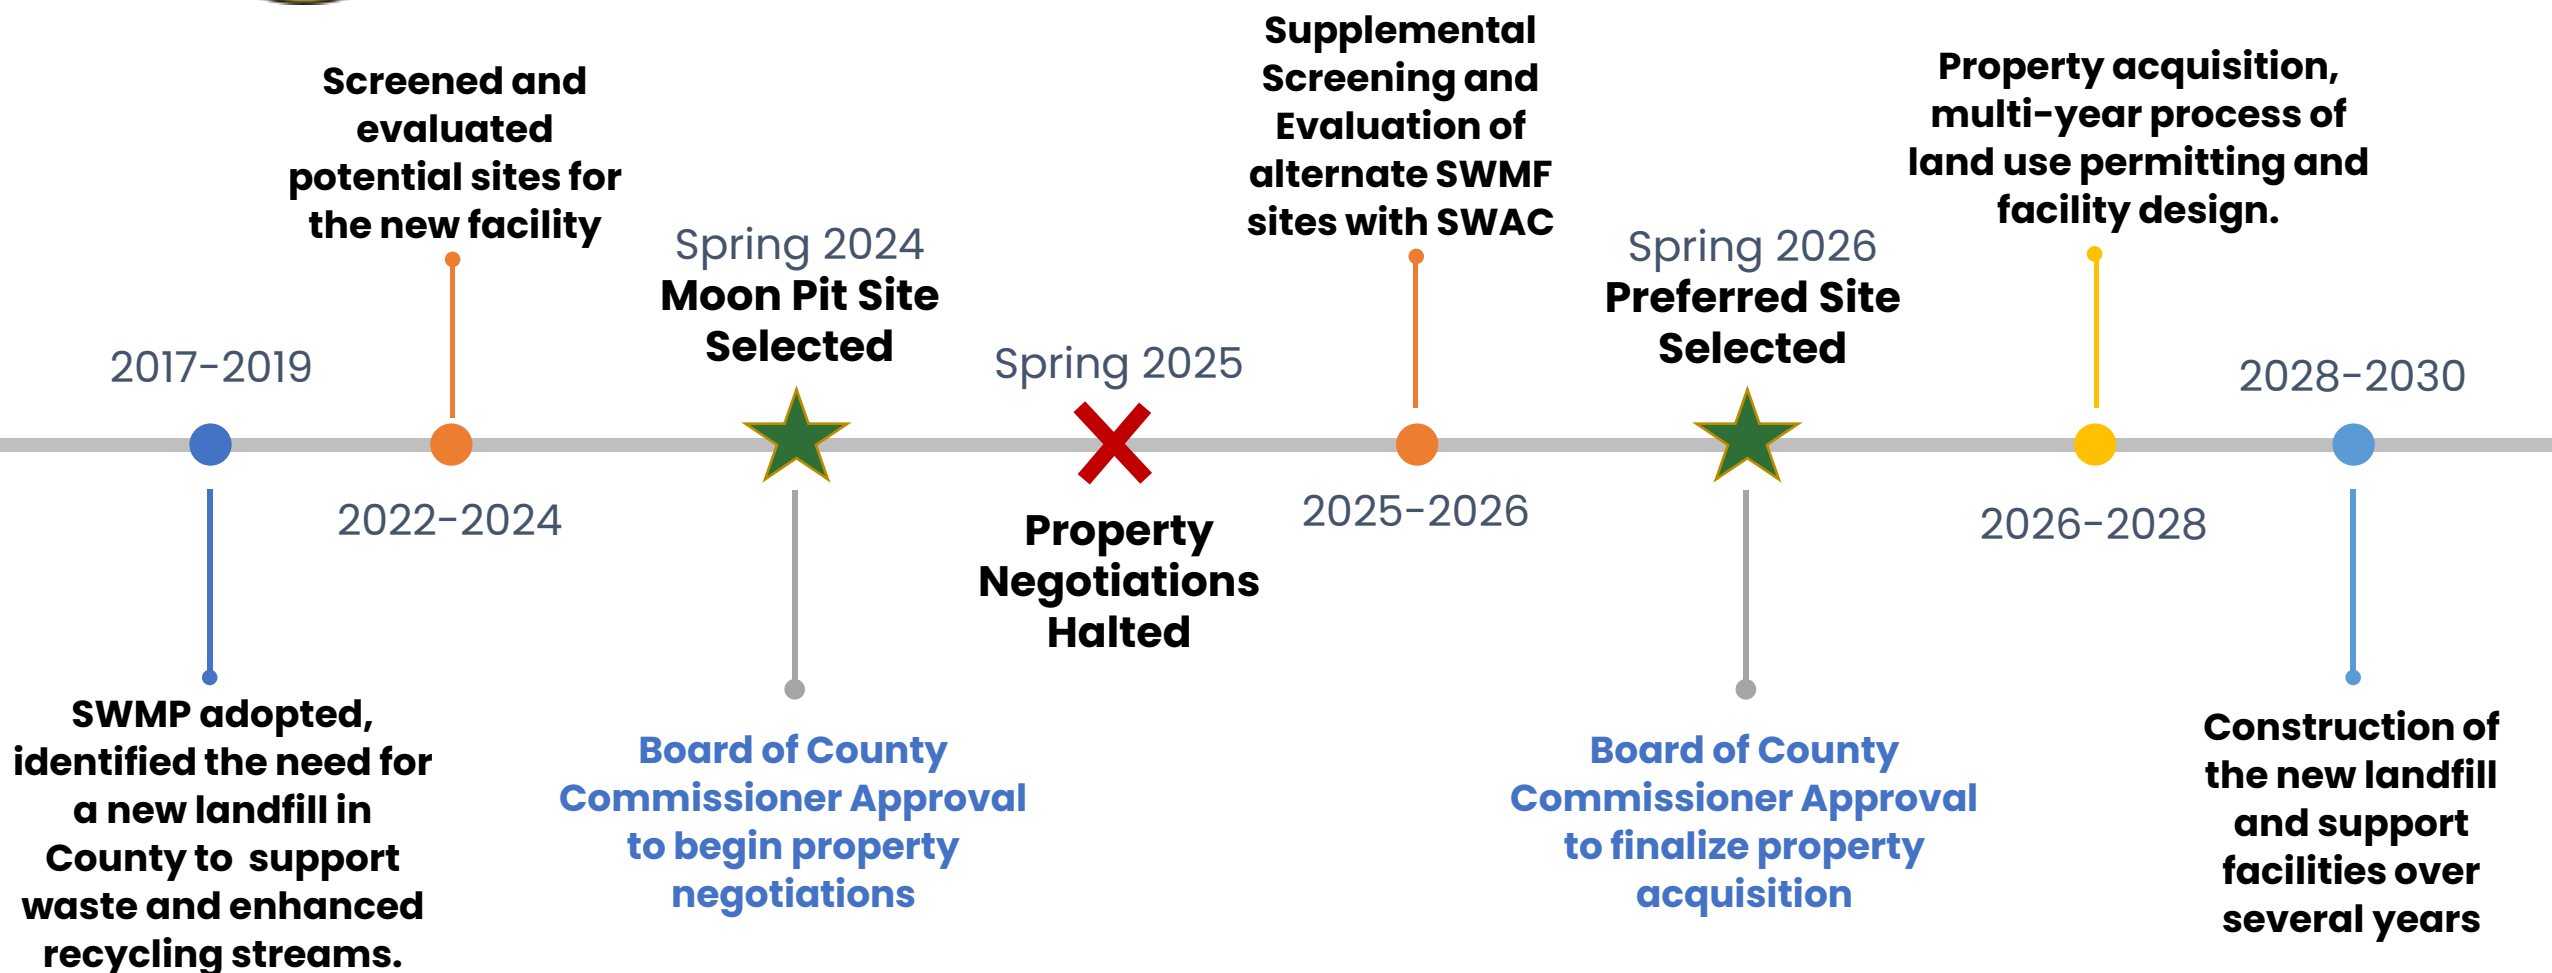 2017-2019
SWMP adopted,
identified the need for
a new landfill in
County to  support
waste and enhanced
recycling streams.
Screened and
evaluated
potential sites for
the new facility
2022-2024
Spring 2024
Moon Pit Site
Selected
Board of County
Commissioner Approval
to begin property
negotiations
Spring 2025
Property
Negotiations
Halted
Supplemental
Screening and
Evaluation of
alternate SWMF
sites with SWAC
2025-2026
Spring 2026
Preferred Site
Selected
Board of County
Commissioner Approval
to finalize property
acquisition
Property acquisition,
multi-year process of
land use permitting and
facility design.
2026-2028
2028-2030
Construction of
the new landfill
and support
facilities over
several years